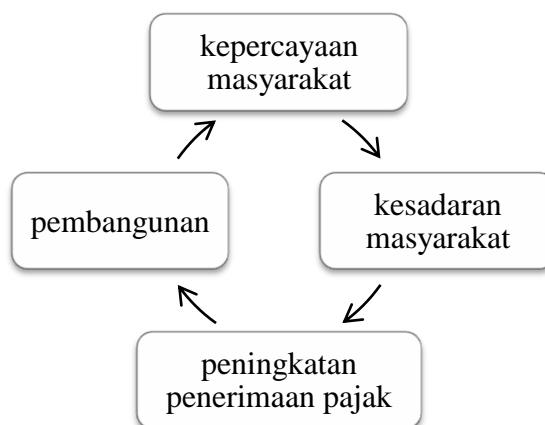 kepercayaan
masyarakat
kesadaran
masyarakat
pembangunan
peningkatan
penerimaan pajak